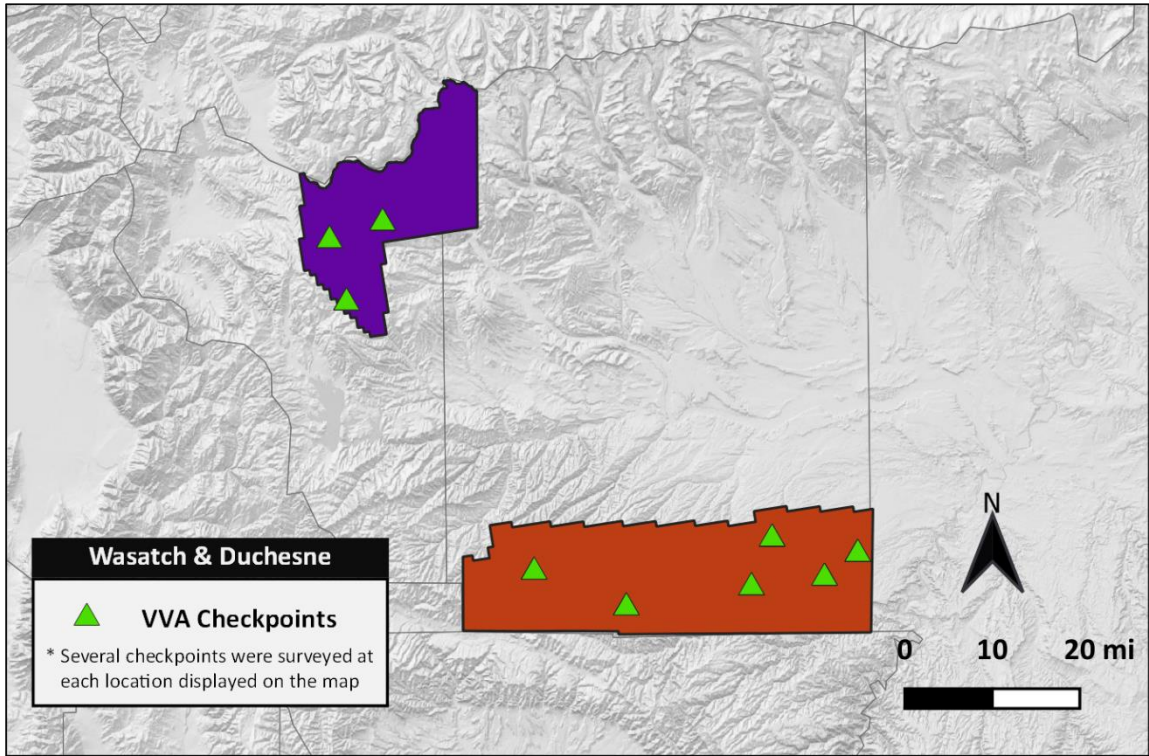 Wasatch & Duchesne
VVA Checkpoints
* Several checkpoints were surveyed at
each location displayed on the map
N
0 10 20 mi